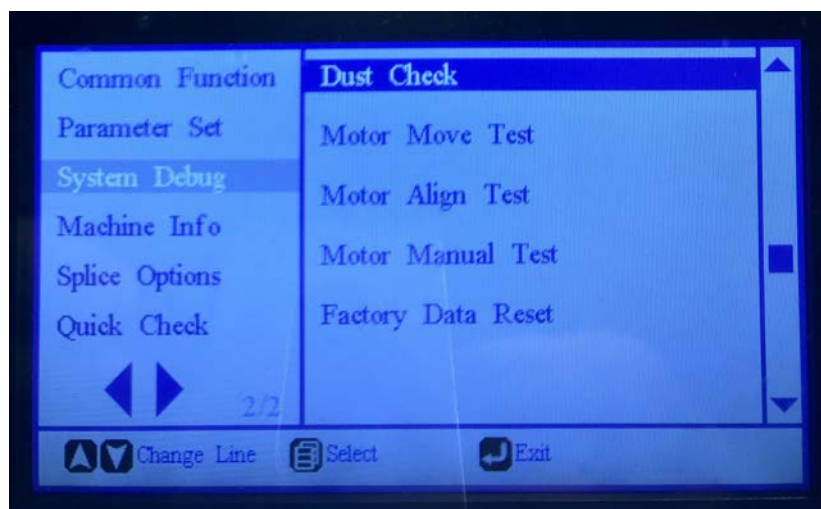 Common Function
Parameter Set
System Debug
Machine Info
Splice Options
Quick Check
2/2
Dust Check
Motor Move Test
Motor Align Test
Motor Manual Test
Factory Data Reset
Change Line Select Exit